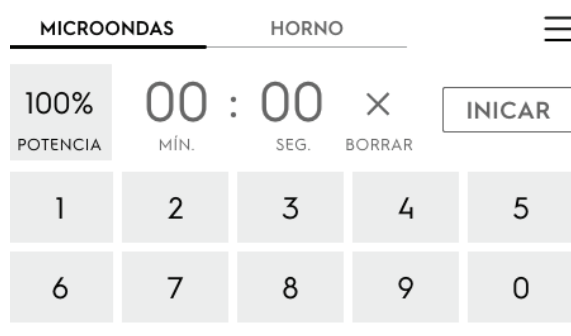 MICROONDAS HORNO
100% 00 : 00 × INICAR
POTENCIA MÍN. SEG. BORRAR
1 2 3 4 5
6 7 8 9 0